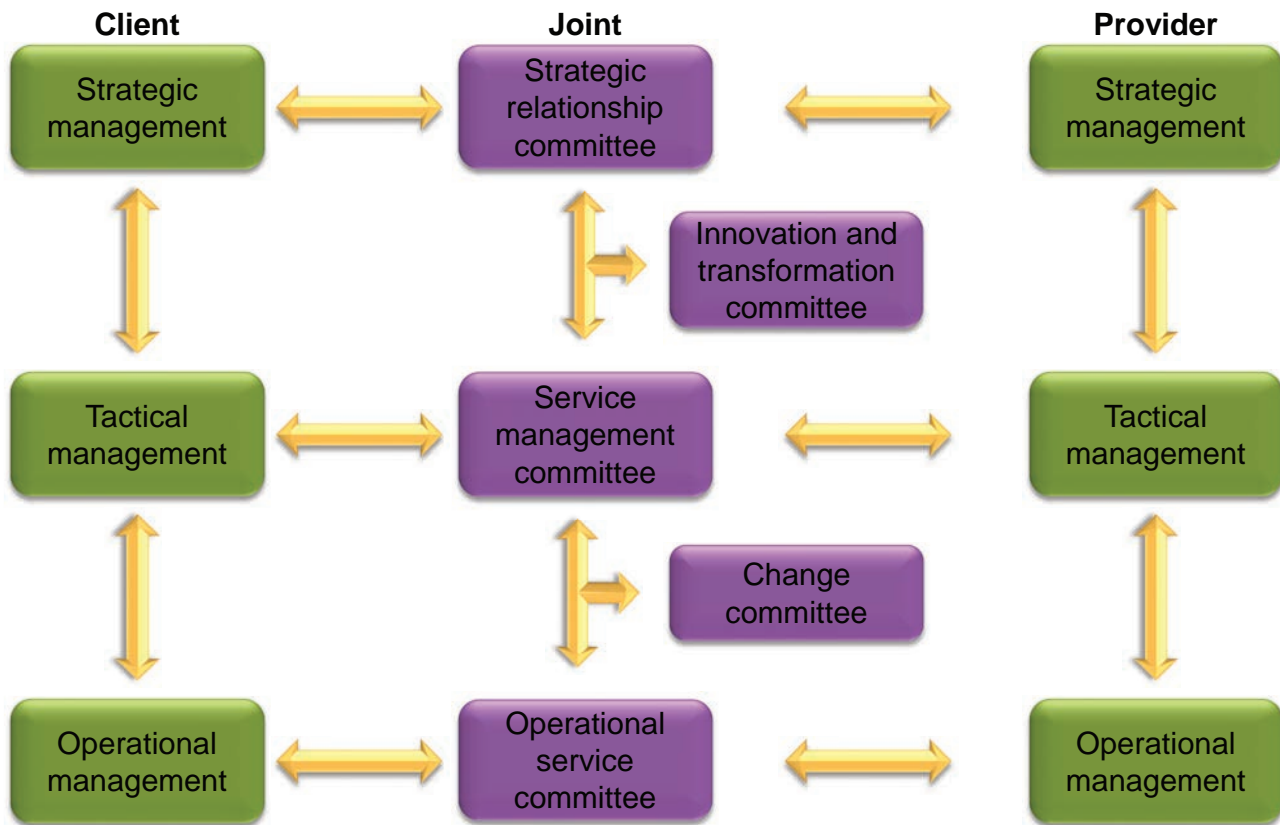 Client
Joint
Provider
Strategic
management
Strategic
relationship
committee
Strategic
management
Innovation and
transformation
committee
Tactical
management
Service
management
committee
Tactical
management
Change
committee
Operational
management
Operational
service
committee
Operational
management